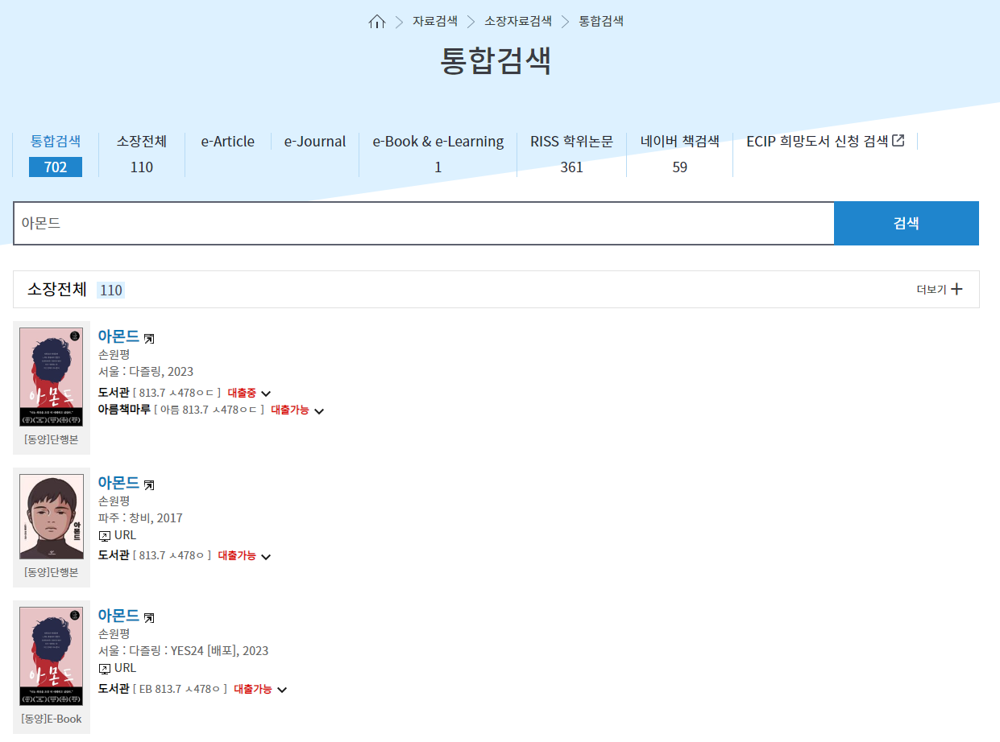 자료검색 소장자료검색 통합검색
통합검색
통합검색 소장전체 e-Article e-Journal e-Book & e-Learning RISS 학위논문 네이버 책검색 ECIP 희망도서 신청 검색
702 110 1 361 59
아몬드 검색
소장전체 110 더보기
아몬드
손원평
서울 : 다즐링, 2023
도서관 [ 813.7 ㅅ478ㅇㄷ ] 대출중
아름책마루 [ 아름 813.7 ㅅ478ㅇㄷ ] 대출가능
아몬드
[동양]단행본
아몬드
손원평
파주 : 창비, 2017
URL
도서관 [ 813.7 ㅅ478ㅇ ] 대출가능
아몬드
[동양]단행본
아몬드
손원평
서울 : 다즐링 : YES24 [배포], 2023
URL
도서관 [ EB 813.7 ㅅ478ㅇ ] 대출가능
아몬드
[동양]E-Book